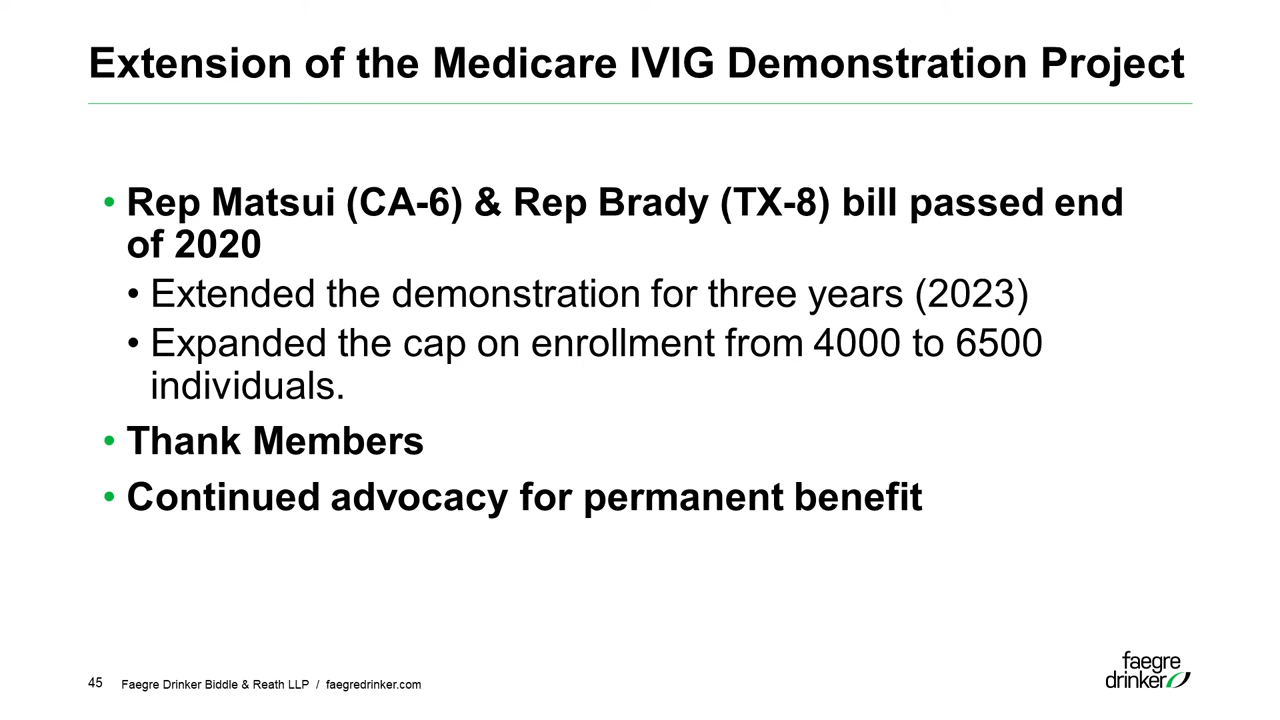 Extension of the Medicare IVIG Demonstration Project
• Rep Matsui (CA-6) & Rep Brady (TX-8) bill passed end
of 2020
• Extended the demonstration for three years (2023)
• Expanded the cap on enrollment from 4000 to 6500
individuals.
• Thank Members
• Continued advocacy for permanent benefit
45 Faegre Drinker Biddle & Reath LLP / faegredrinker.com
faegre
drinker